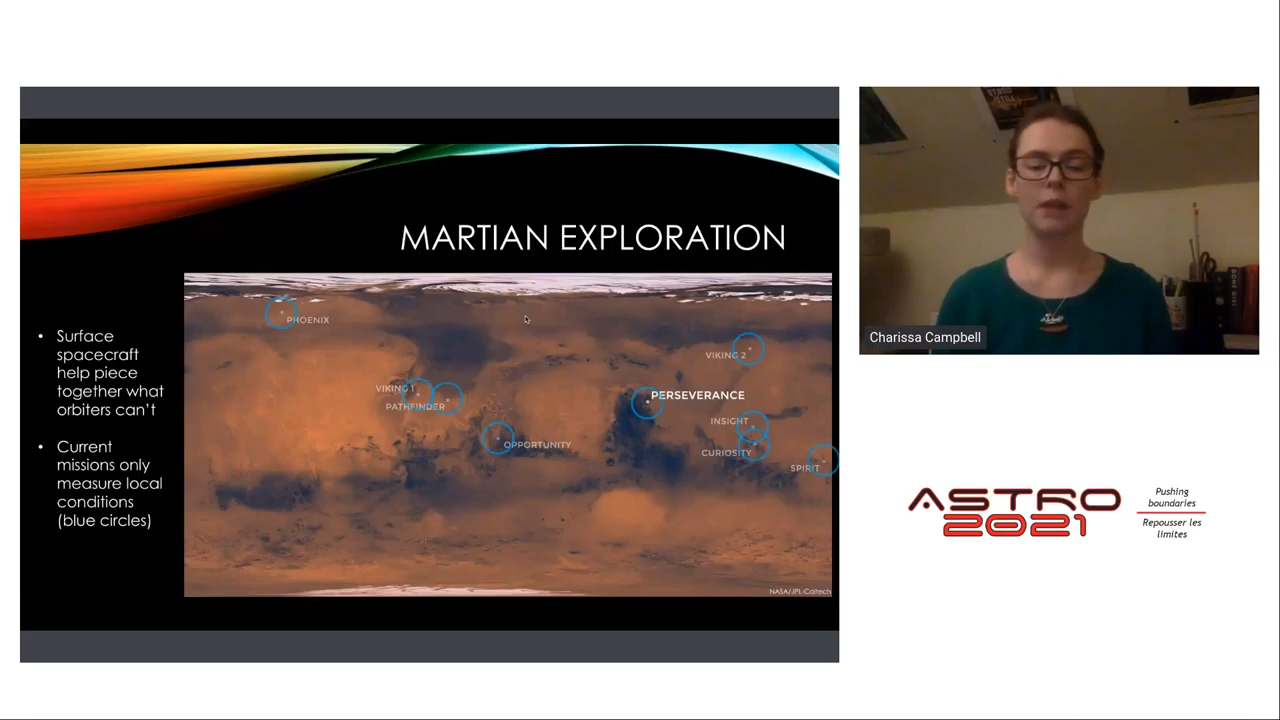 MARTIAN EXPLORATION
• Surface
spacecraft
help piece
together what
orbiters can't
• Current
missions only
measure local
conditions
(blue circles)
PHOENIX
VIKING 2
VIKING 1
PATHFINDER
PERSEVERANCE
INSIGHT
OPPORTUNITY
CURIOSITY
SPIRIT
NASA/JPL-Caltech
Charissa Campbell
ASTRO
2021
Pushing
boundaries
Repousser les
limites